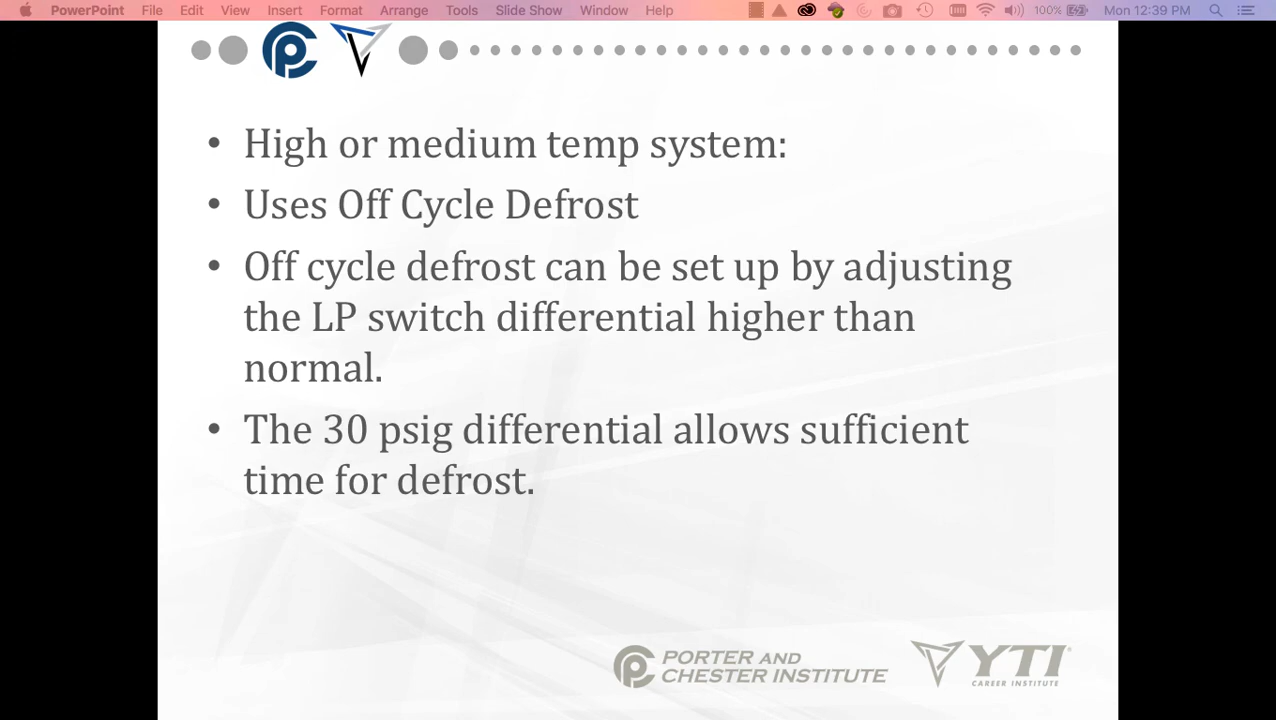 PowerPoint File Edit View Insert Format Arrange Tools Slide Show Window Help 100% Mon 12:39 PM
• High or medium temp system:
• Uses Off Cycle Defrost
• Off cycle defrost can be set up by adjusting
the LP switch differential higher than
normal.
• The 30 psig differential allows sufficient
time for defrost.
PORTER AND
CHESTER INSTITUTE
YTI
CAREER INSTITUTE